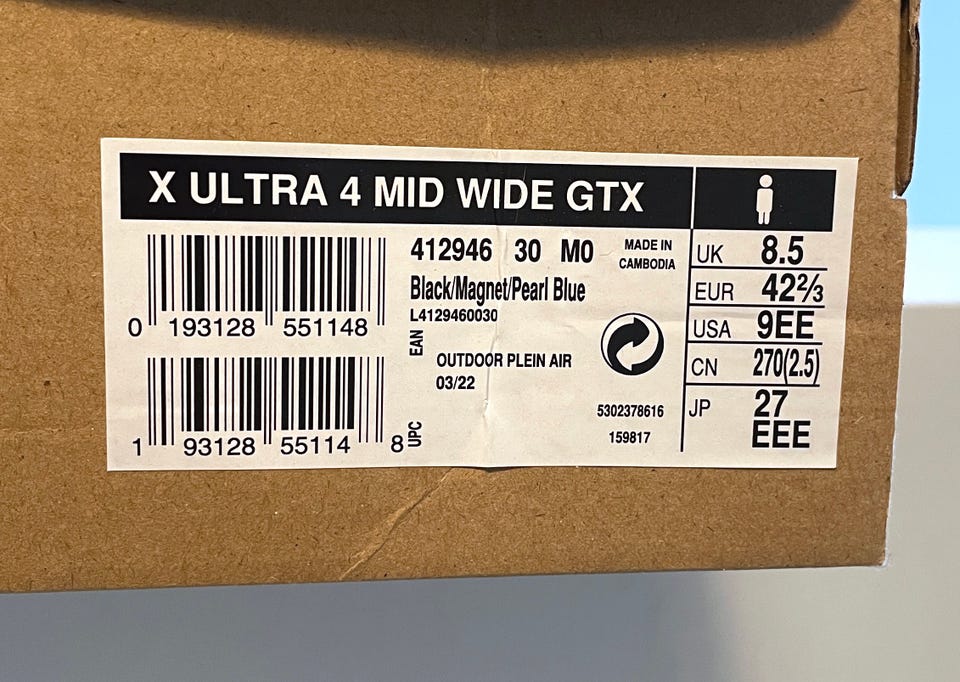 X ULTRA 4 MID WIDE GTX
412946 30 M0
MADE IN
CAMBODIA
Black/Magnet/Pearl Blue
L4129460030
0 193128 551148
EAN
OUTDOOR PLEIN AIR
03/22
5302378616
159817
1 93128 55114 8
UPC
UK 8.5
EUR 42⅔
USA 9EE
CN 270(2.5)
JP 27
EEE